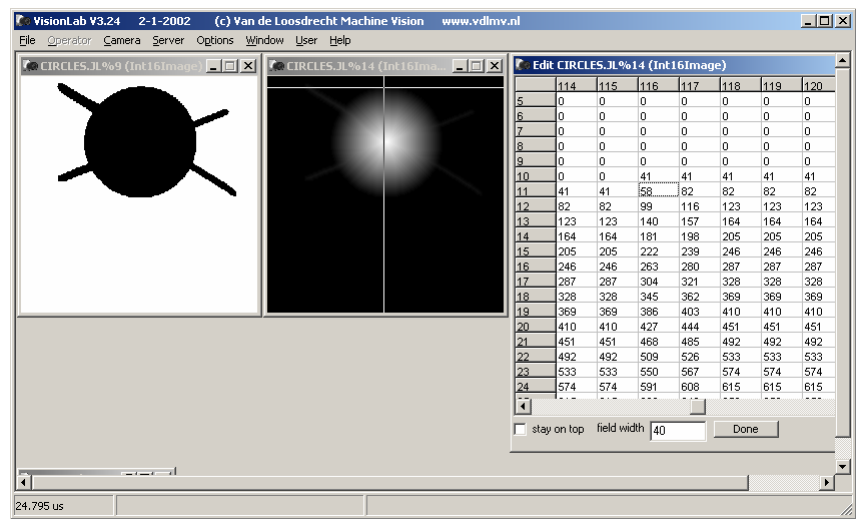 VisionLab V3.24 2-1-2002 (c) Van de Loosdrecht Machine Vision www.vdlmv.nl
File Operator Camera Server Options Window User Help
CIRCLES.JL%9 (Int16Image)
CIRCLES.JL%14 (Int16Ima...
Edit CIRCLES.JL%14 (Int16Image)
114 115 116 117 118 119 120
5 0 0 0 0 0 0 0
6 0 0 0 0 0 0 0
7 0 0 0 0 0 0 0
8 0 0 0 0 0 0 0
9 0 0 0 0 0 0 0
10 0 0 41 41 41 41 41
11 41 41 58 82 82 82 82
12 82 82 99 116 123 123 123
13 123 123 140 157 164 164 164
14 164 164 181 198 205 205 205
15 205 205 222 239 246 246 246
16 246 246 263 280 287 287 287
17 287 287 304 321 328 328 328
18 328 328 345 362 369 369 369
19 369 369 386 403 410 410 410
20 410 410 427 444 451 451 451
21 451 451 468 485 492 492 492
22 492 492 509 526 533 533 533
23 533 533 550 567 574 574 574
24 574 574 591 608 615 615 615
stay on top field width 40 Done
24.795 us